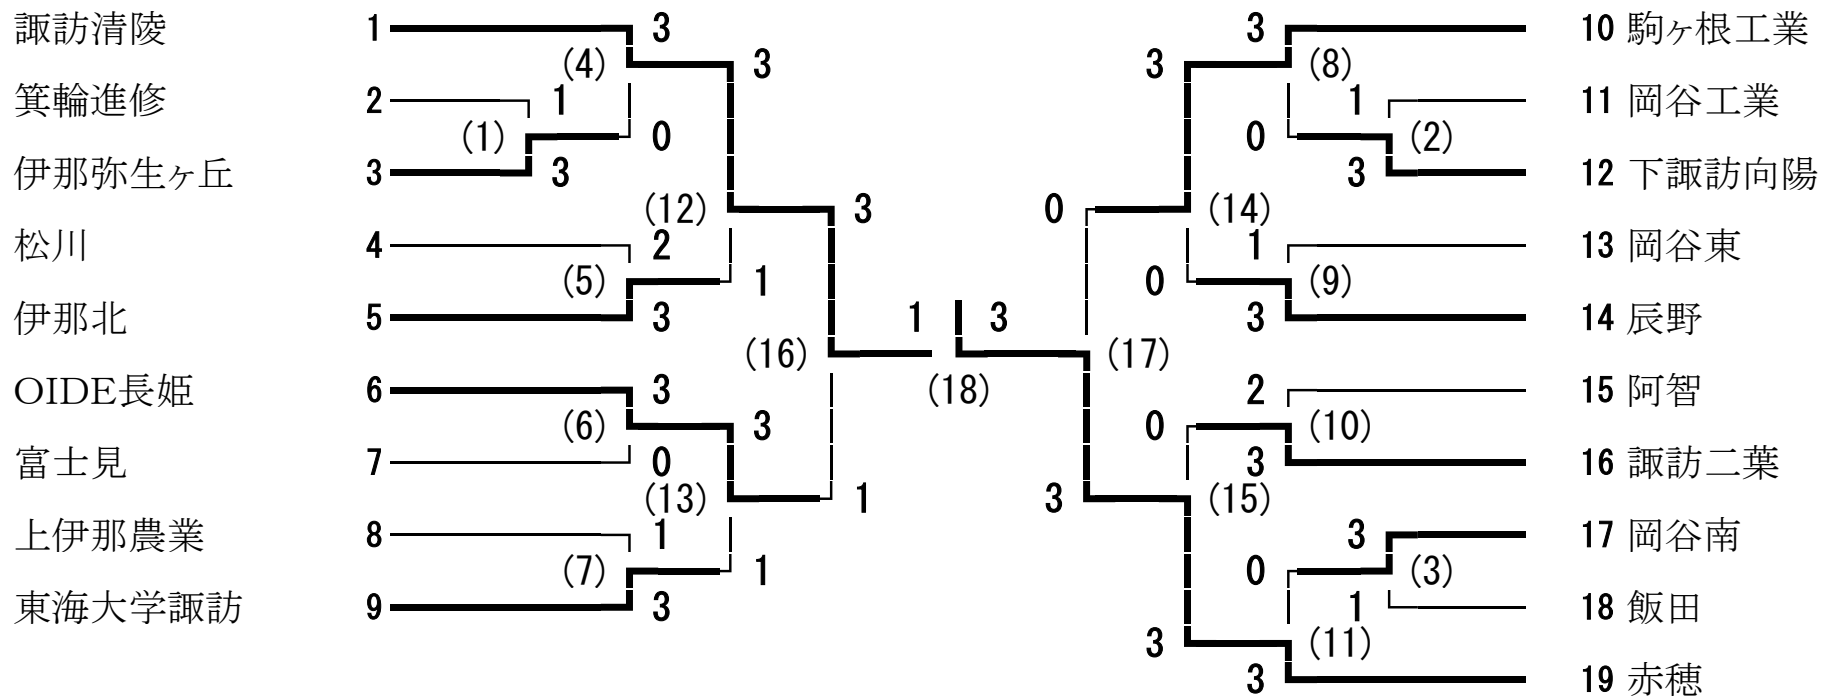 諏訪清陵 1 3 3 10 駒ヶ根工業
(4) 3 3 (8)
箕輪進修 2 1 1 11 岡谷工業
(1) 0 0 (2)
伊那弥生ヶ丘 3 3 3 12 下諏訪向陽
(12) 3 0 (14)
松川 4 2 1 13 岡谷東
(5) 1 0 (9)
伊那北 5 3 1 3 3 14 辰野
(16) (17)
OIDE長姫 6 3 (18) 2 15 阿智
(6) 3 0 (10)
富士見 7 0 3 16 諏訪二葉
(13) 1 3 (15)
上伊那農業 8 1 3 17 岡谷南
(7) 1 0 (3)
東海大学諏訪 9 3 1 18 飯田
3 (11)
3 19 赤穂